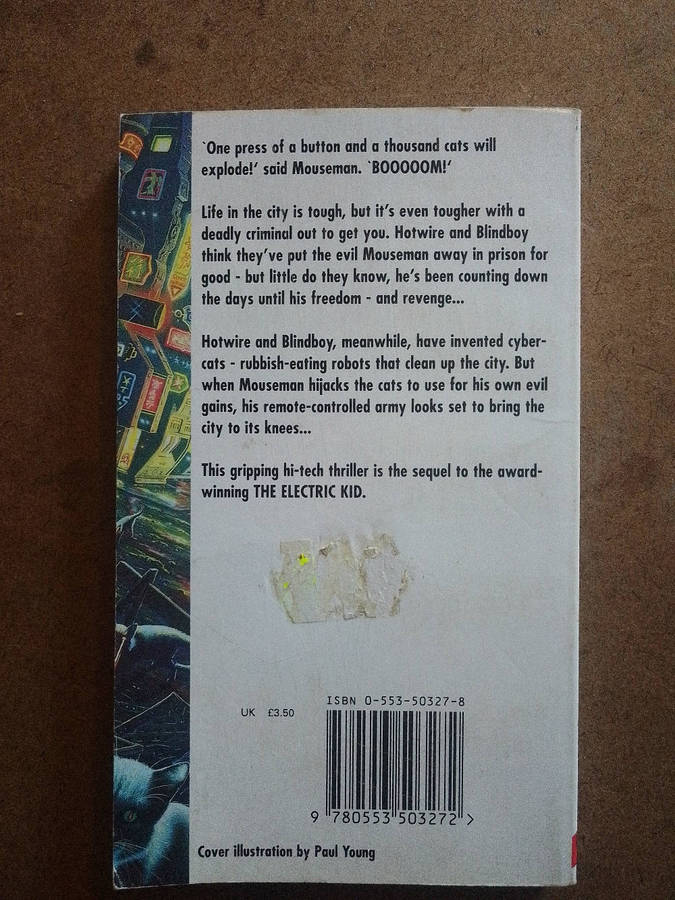 `One press of a button and a thousand cats will
explode!‘ said Mouseman. `BOOOOOM!‘
Life in the city is tough, but it’s even tougher with a
deadly criminal out to get you. Hotwire and Blindboy
think they’ve put the evil Mouseman away in prison for
good - but little do they know, he’s been counting down
the days until his freedom - and revenge...
Hotwire and Blindboy, meanwhile, have invented cyber-
cats - rubbish-eating robots that clean up the city. But
when Mouseman hijacks the cats to use for his own evil
gains, his remote-controlled army looks set to bring the
city to its knees...
This gripping hi-tech thriller is the sequel to the award-
winning THE ELECTRIC KID.
ISBN 0-553-50327-8
UK £3.50
9 780553 503272 >
Cover illustration by Paul Young